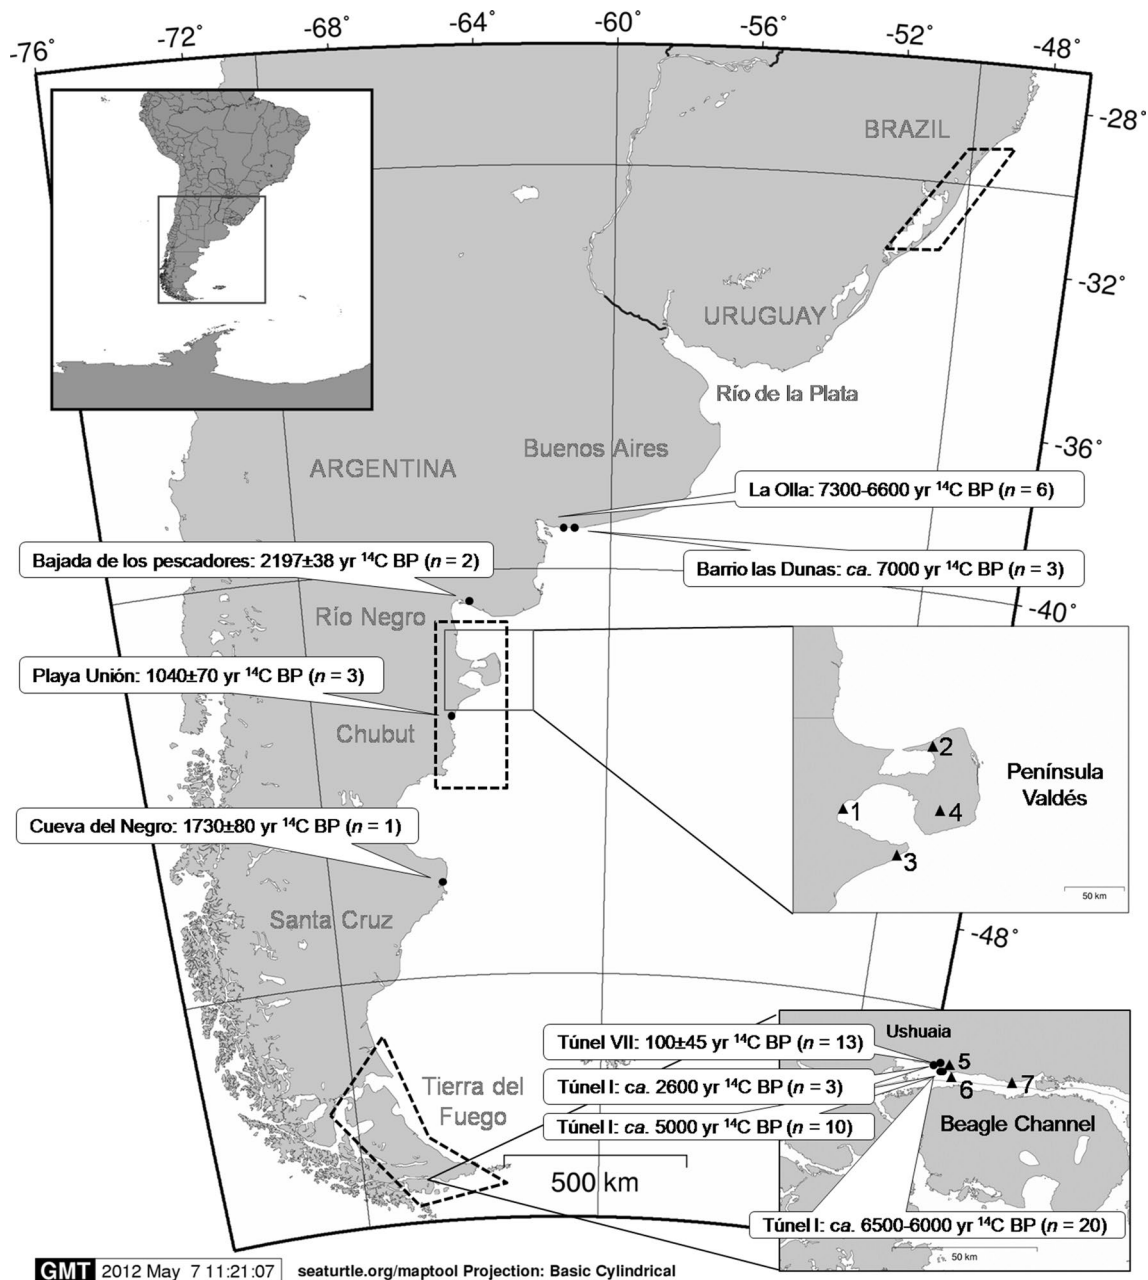 -76°
-72°
-68°
-64°
-60°
-56°
-52°
-48°
-28°
BRAZIL
-32°
URUGUAY
Río de la Plata
-36°
Buenos Aires
ARGENTINA
La Olla: 7300-6600 yr ¹⁴C BP (n = 6)
Bajada de los pescadores: 2197±38 yr ¹⁴C BP (n = 2)
Barrio las Dunas: ca. 7000 yr ¹⁴C BP (n = 3)
-40°
Río Negro
Playa Unión: 1040±70 yr ¹⁴C BP (n = 3)
Chubut
2
Península
Valdés
1
4
3
50 km
Cueva del Negro: 1730±80 yr ¹⁴C BP (n = 1)
Santa Cruz
-48°
Ushuaia
Túnel VII: 100±45 yr ¹⁴C BP (n = 13)
5
Túnel I: ca. 2600 yr ¹⁴C BP (n = 3)
6
7
Tierra del
Fuego
Túnel I: ca. 5000 yr ¹⁴C BP (n = 10)
Beagle Channel
500 km
Túnel I: ca. 6500-6000 yr ¹⁴C BP (n = 20)
50 km
GMT 2012 May 7 11:21:07 seaturtle.org/maptool Projection: Basic Cylindrical